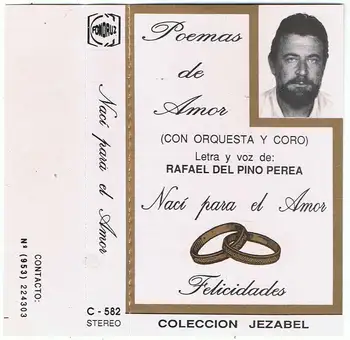 FONORUZ
Nací para el Amor
CONTACTO:
Nº (953) 224303
C - 582
STEREO
Poemas
de
Amor
(CON ORQUESTA Y CORO)
Letra y voz de:
RAFAEL DEL PINO PEREA
Nací para el Amor
Felicidades
COLECCION JEZABEL